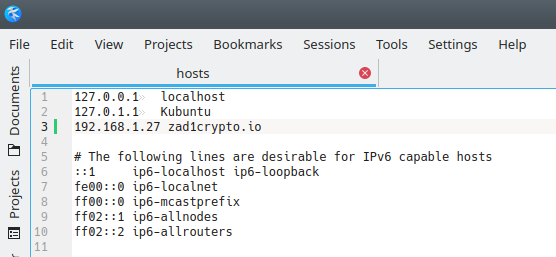 File Edit View Projects Bookmarks Sessions Tools Settings Help
Documents
Projects
hosts
1 127.0.0.1» localhost
2 127.0.1.1» Kubuntu
3 192.168.1.27 zad1crypto.io
4
5 # The following lines are desirable for IPv6 capable hosts
6 ::1 ip6-localhost ip6-loopback
7 fe00::0 ip6-localnet
8 ff00::0 ip6-mcastprefix
9 ff02::1 ip6-allnodes
10 ff02::2 ip6-allrouters
11